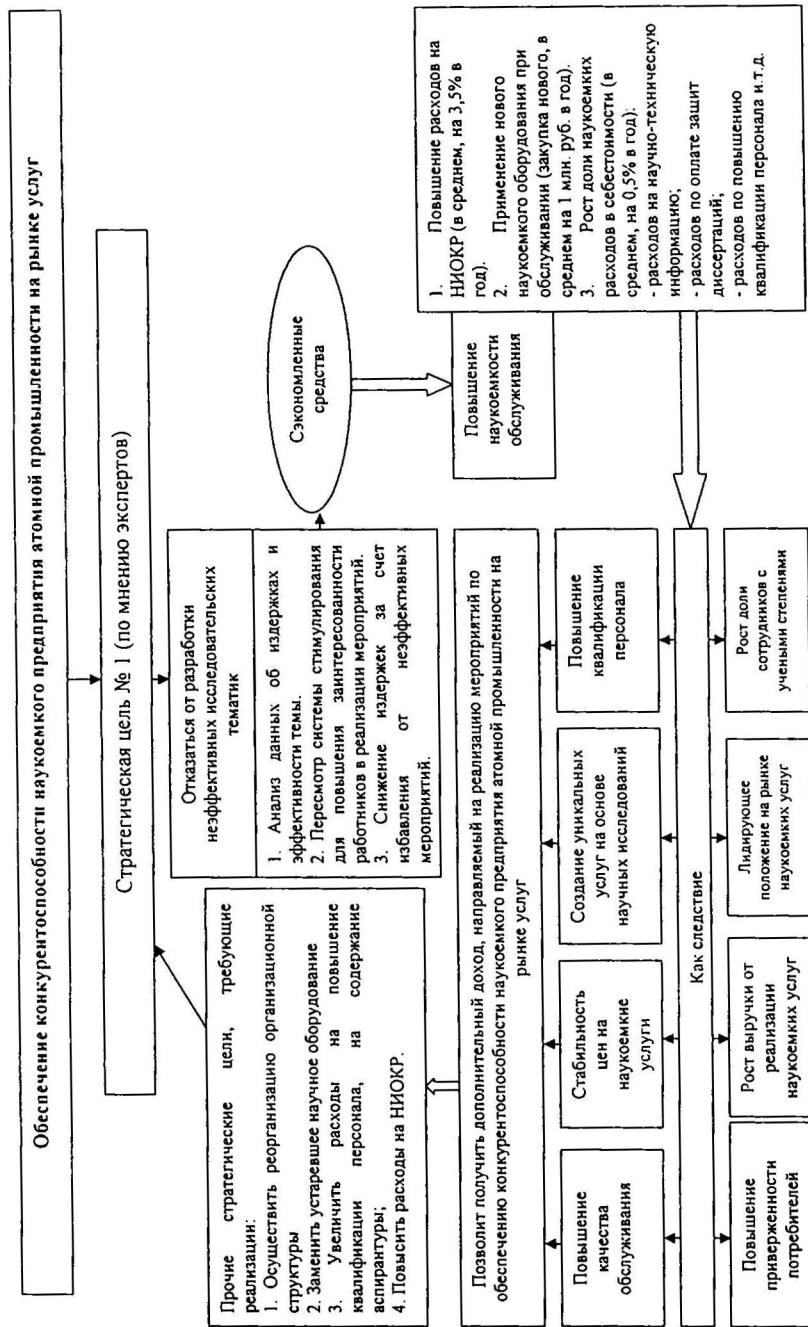 Обеспечение конкурентоспособности наукоемкого предприятия атомной промышленности на рынке услуг
Стратегическая цель № 1 (по мнению экспертов)
Прочие стратегические цели, требующие
реализации:
1. Осуществить реорганизацию организационной
структуры
2. Заменить устаревшее научное оборудование
3. Увеличить расходы на повышение
квалификации персонала, на содержание
аспирантуры;
4. Повысить расходы на НИОКР.
Отказаться от разработки
неэффективных исследовательских
тематик
1. Анализ данных об издержках и
эффективности темы.
2. Пересмотр системы стимулирования
для повышения заинтересованности
работников в реализации мероприятий.
3. Снижение издержек за счет
избавления от неэффективных
мероприятий.
Сэкономленные
средства
Повышение
наукоемкости
обслуживания
1. Повышение расходов на
НИОКР (в среднем, на 3,5% в
год).
2. Применение нового
наукоемкого оборудования при
обслуживании (закупка нового, в
среднем на 1 млн. руб. в год).
3. Рост доли наукоемких
расходов в себестоимости (в
среднем, на 0,5% в год):
- расходов на научно-техническую
информацию;
- расходов по оплате защит
диссертаций;
- расходов по повышению
квалификации персонала и.т.д.
Позволит получить дополнительный доход, направляемый на реализацию мероприятий по
обеспечению конкурентоспособности наукоемкого предприятия атомной промышленности на
рынке услуг
Повышение
качества
обслуживания
Стабильность
цен на
наукоемкие
услуги
Создание уникальных
услуг на основе
научных исследований
Повышение
квалификации
персонала
Как следствие
Повышение
приверженности
потребителей
Рост выручки от
реализации
наукоемких услуг
Лидирующее
положение на рынке
наукоемких услуг
Рост доли
сотрудников с
учеными степенями